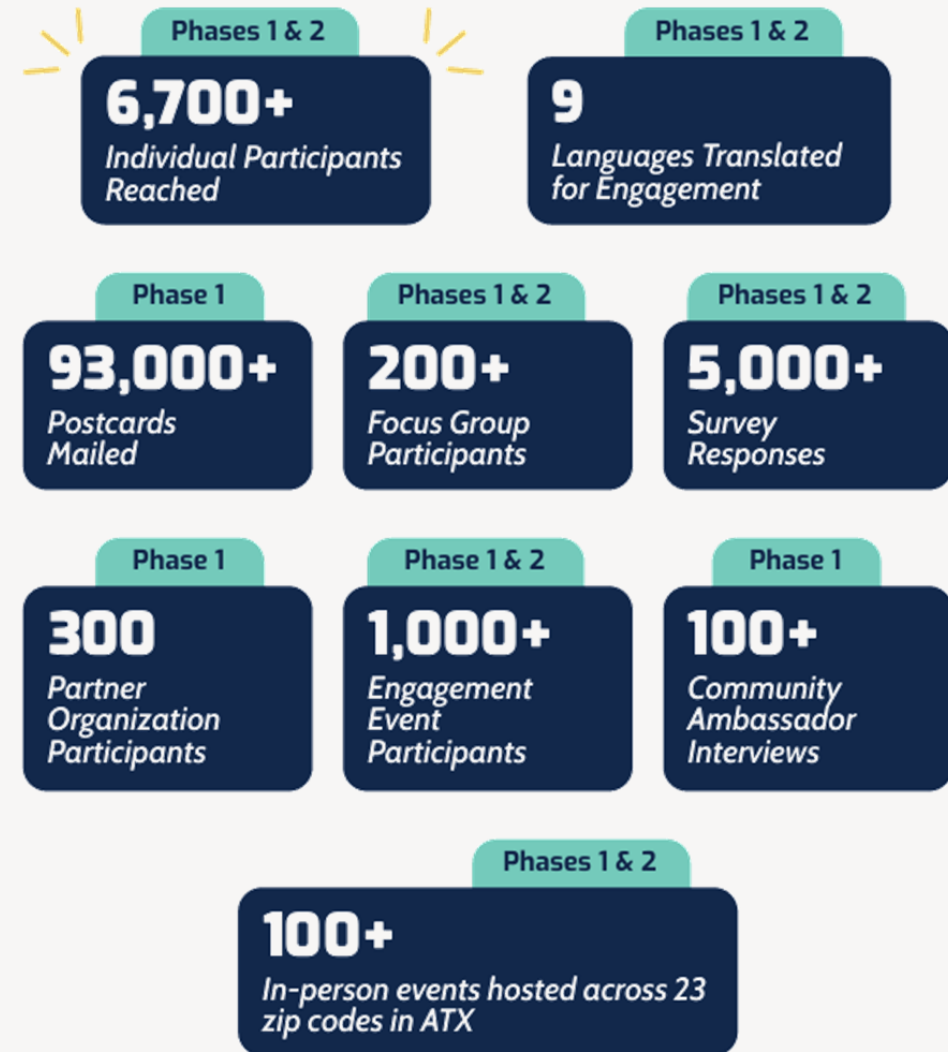 Phases 1 & 2
6,700+
Individual Participants
Reached
Phases 1 & 2
9
Languages Translated
for Engagement
Phase 1
93,000+
Postcards
Mailed
Phases 1 & 2
200+
Focus Group
Participants
Phases 1 & 2
5,000+
Survey
Responses
Phase 1
300
Partner
Organization
Participants
Phase 1 & 2
1,000+
Engagement
Event
Participants
Phase 1
100+
Community
Ambassador
Interviews
Phases 1 & 2
100+
In-person events hosted across 23
zip codes in ATX